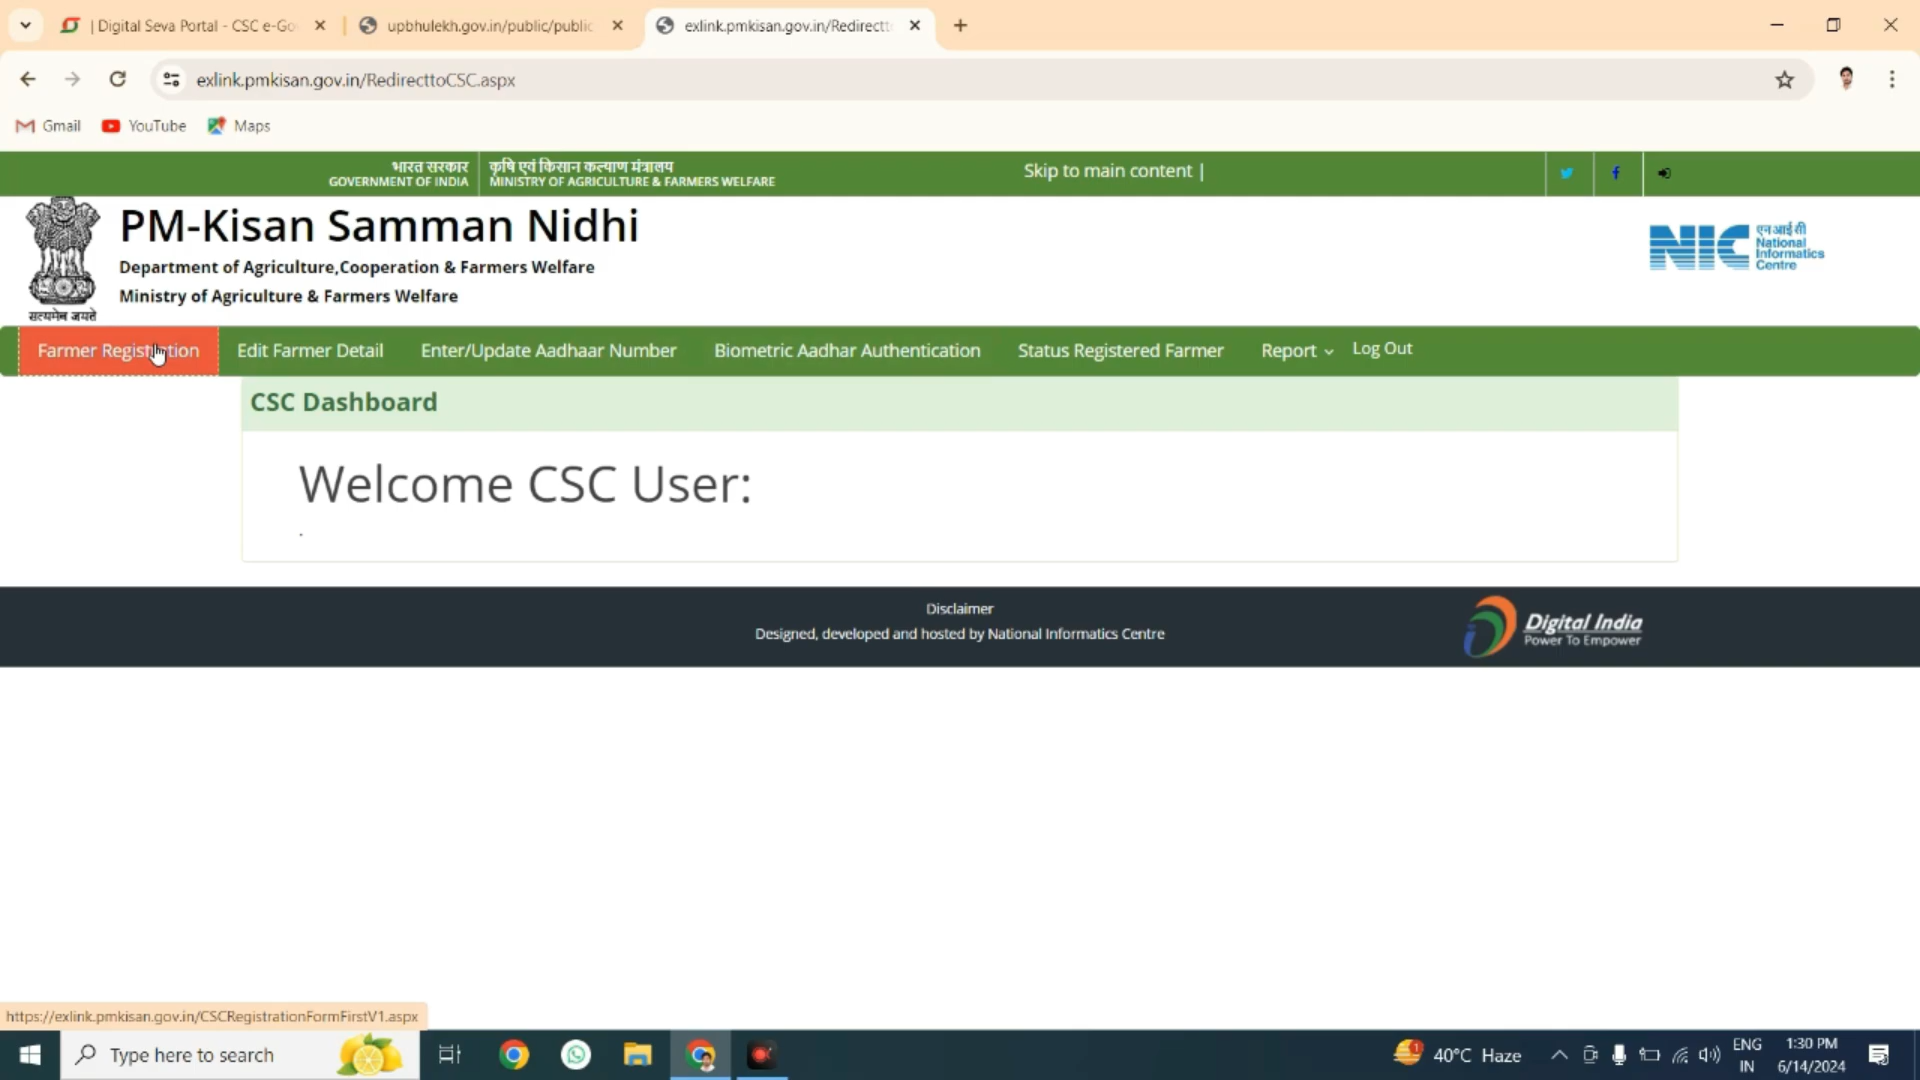 | Digital Seva Portal - CSC e-Go
upbhulekh.gov.in/public/public
exlink.pmkisan.gov.in/Redirectt
exlink.pmkisan.gov.in/RedirecttoCSC.aspx
Gmail
YouTube
Maps
भारत सरकार
GOVERNMENT OF INDIA
कृषि एवं किसान कल्याण मंत्रालय
MINISTRY OF AGRICULTURE & FARMERS WELFARE
Skip to main content |
PM-Kisan Samman Nidhi
Department of Agriculture,Cooperation & Farmers Welfare
Ministry of Agriculture & Farmers Welfare
सत्यमेव जयते
NIC
एन आई सी
National
Informatics
Centre
Farmer Registration
Edit Farmer Detail
Enter/Update Aadhaar Number
Biometric Aadhar Authentication
Status Registered Farmer
Report
Log Out
CSC Dashboard
Welcome CSC User:
.
Disclaimer
Designed, developed and hosted by National Informatics Centre
Digital India
Power To Empower
https://exlink.pmkisan.gov.in/CSCRegistrationFormFirstV1.aspx
Type here to search
1
40°C Haze
ENG
IN
1:30 PM
6/14/2024